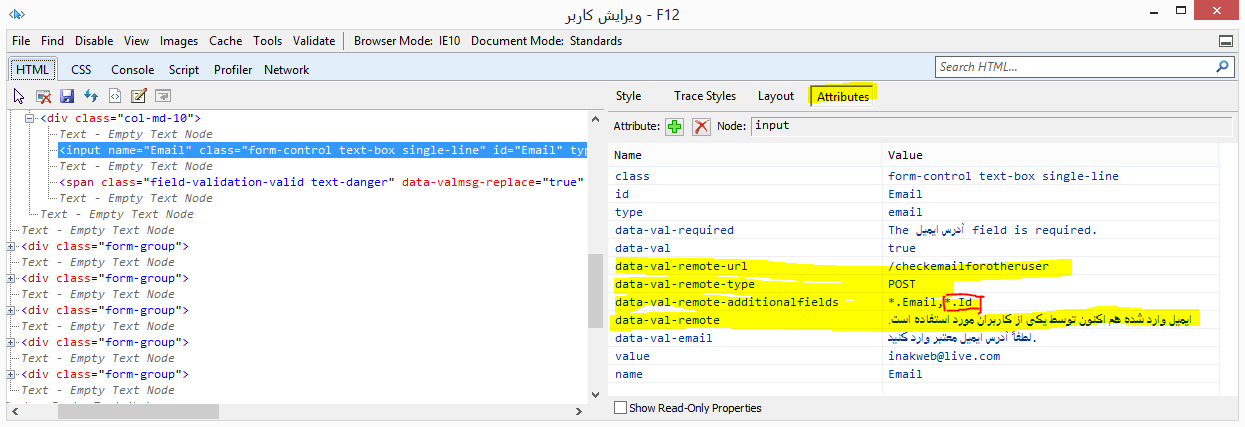 ویرایش کاربر - F12
File Find Disable View Images Cache Tools Validate Browser Mode: IE10 Document Mode: Standards
HTML CSS Console Script Profiler Network
Search HTML...
Style Trace Styles Layout Attributes
<div class="col-md-10">
Text - Empty Text Node
<input name="Email" class="form-control text-box single-line" id="Email" typ
Text - Empty Text Node
<span class="field-validation-valid text-danger" data-valmsg-replace="true"
Text - Empty Text Node
Text - Empty Text Node
Text - Empty Text Node
<div class="form-group">
Text - Empty Text Node
<div class="form-group">
Text - Empty Text Node
<div class="form-group">
Text - Empty Text Node
<div class="form-group">
Text - Empty Text Node
<div class="form-group">
Text - Empty Text Node
Attribute: Node: input
Name Value
class form-control text-box single-line
id Email
type email
data-val-required The آدرس ایمیل field is required.
data-val true
data-val-remote-url /checkemailforotheruser
data-val-remote-type POST
data-val-remote-additionalfields *.Email,*.Id
data-val-remote ایمیل وارد شده هم اکنون توسط یکی از کاربران مورد استفاده است.
data-val-email لطفاً آدرس ایمیل معتبر وارد کنید.
value inakweb@live.com
name Email
Show Read-Only Properties